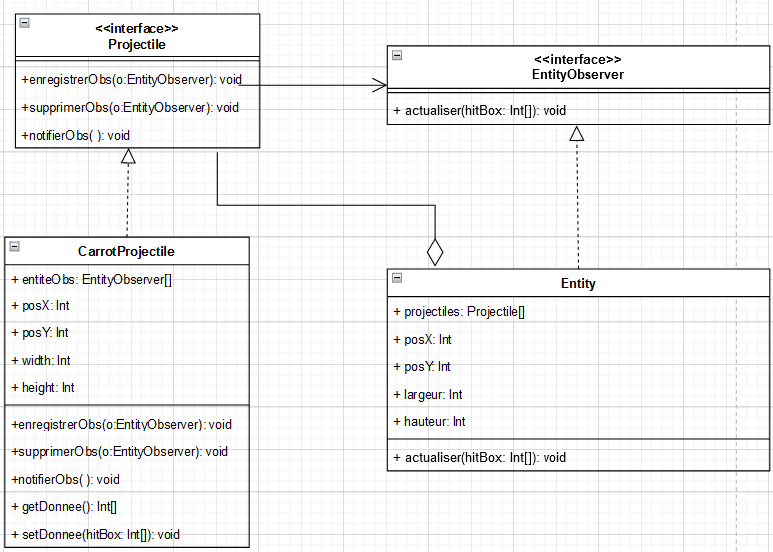 <<interface>>
Projectile
+enregistrerObs(o:EntityObserver): void
+supprimerObs(o:EntityObserver): void
+notifierObs( ): void
<<interface>>
EntityObserver
+ actualiser(hitBox: Int[]): void
CarrotProjectile
+ entiteObs: EntityObserver[]
+ posX: Int
+ posY: Int
+ width: Int
+ height: Int
+enregistrerObs(o:EntityObserver): void
+supprimerObs(o:EntityObserver): void
+notifierObs( ): void
+ getDonnee(): Int[]
+ setDonnee(hitBox: Int[]): void
Entity
+ projectiles: Projectile[]
+ posX: Int
+ posY: Int
+ largeur: Int
+ hauteur: Int
+ actualiser(hitBox: Int[]): void